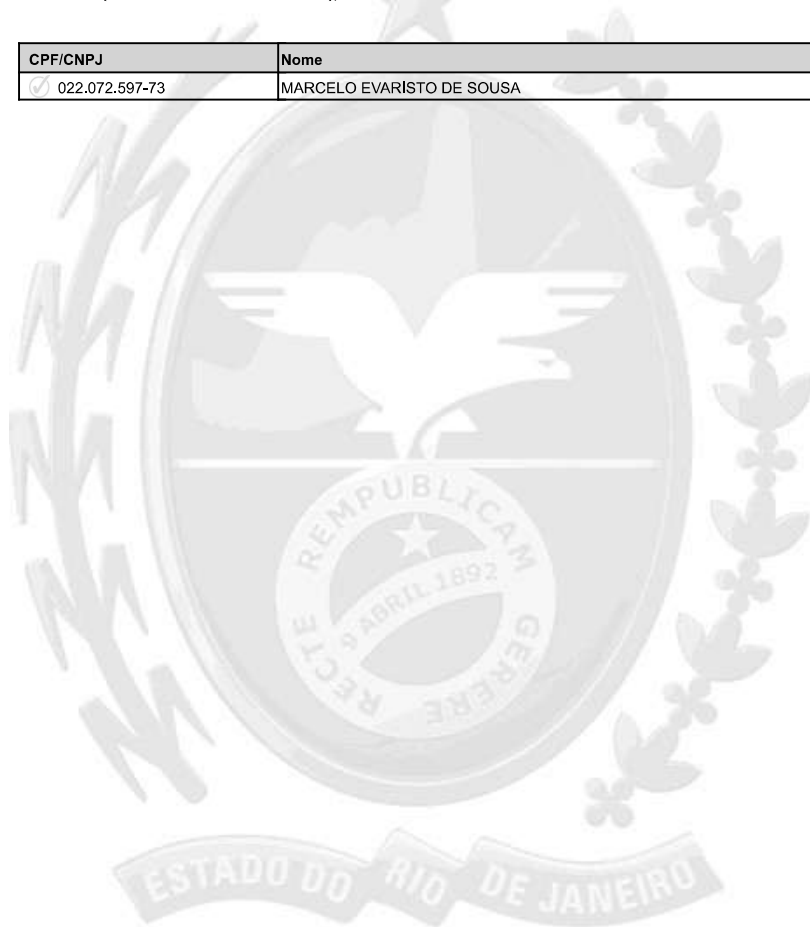 CPF/CNPJ Nome
022.072.597-73 MARCELO EVARISTO DE SOUSA
RECTE REMPUBLICAM GERERE
9 ABRIL 1892
ESTADO DO RIO DE JANEIRO